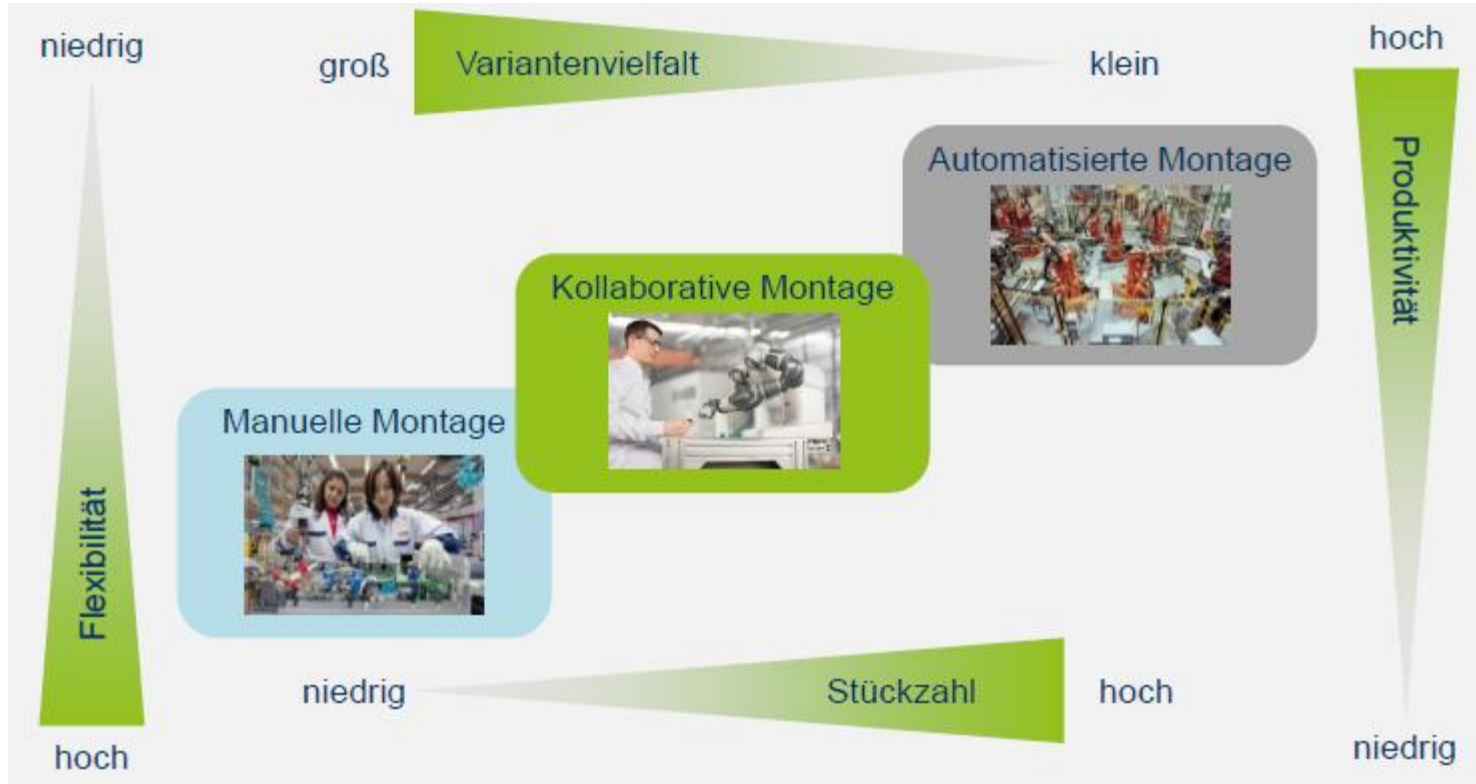 niedrig
groß
Variantenvielfalt
klein
hoch
Automatisierte Montage
Produktivität
Kollaborative Montage
Manuelle Montage
Flexibilität
niedrig
Stückzahl
hoch
hoch
niedrig